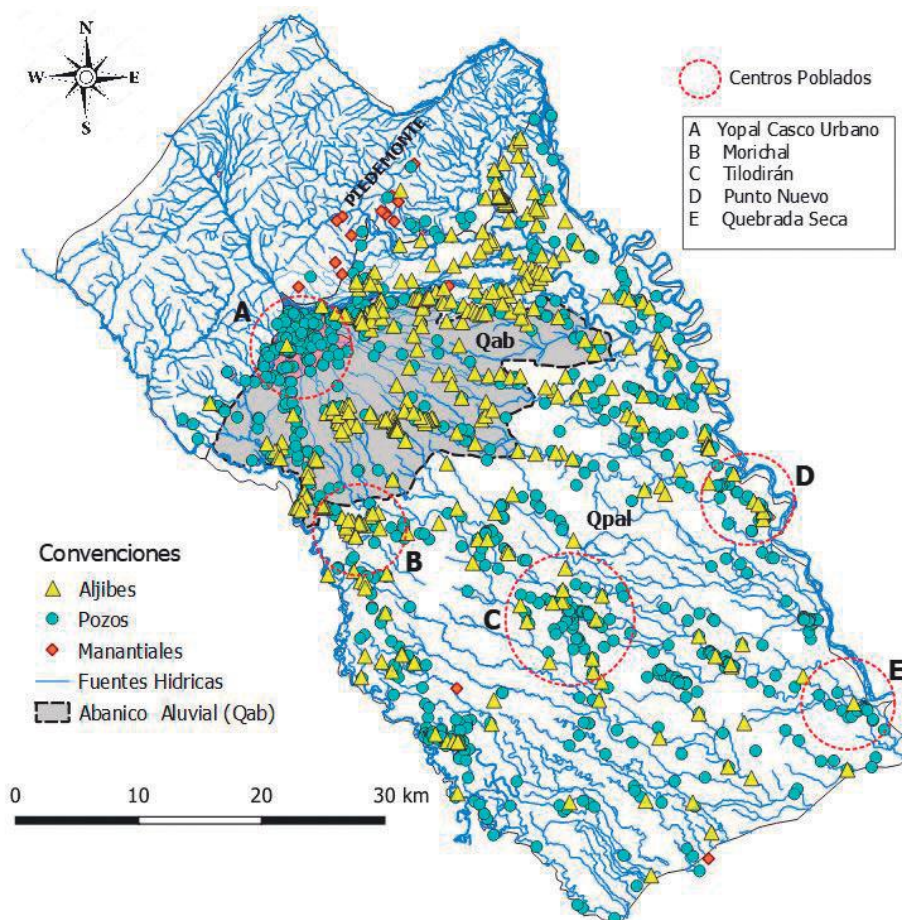 N
W E
S
Centros Poblados
A Yopal Casco Urbano
B Morichal
C Tilodirán
D Punto Nuevo
E Quebrada Seca
PIEDEMONTE
A
Qab
D
Qpal
B
C
E
Convenciones
Aljibes
Pozos
Manantiales
Fuentes Hidricas
Abanico Aluvial (Qab)
0 10 20 30 km